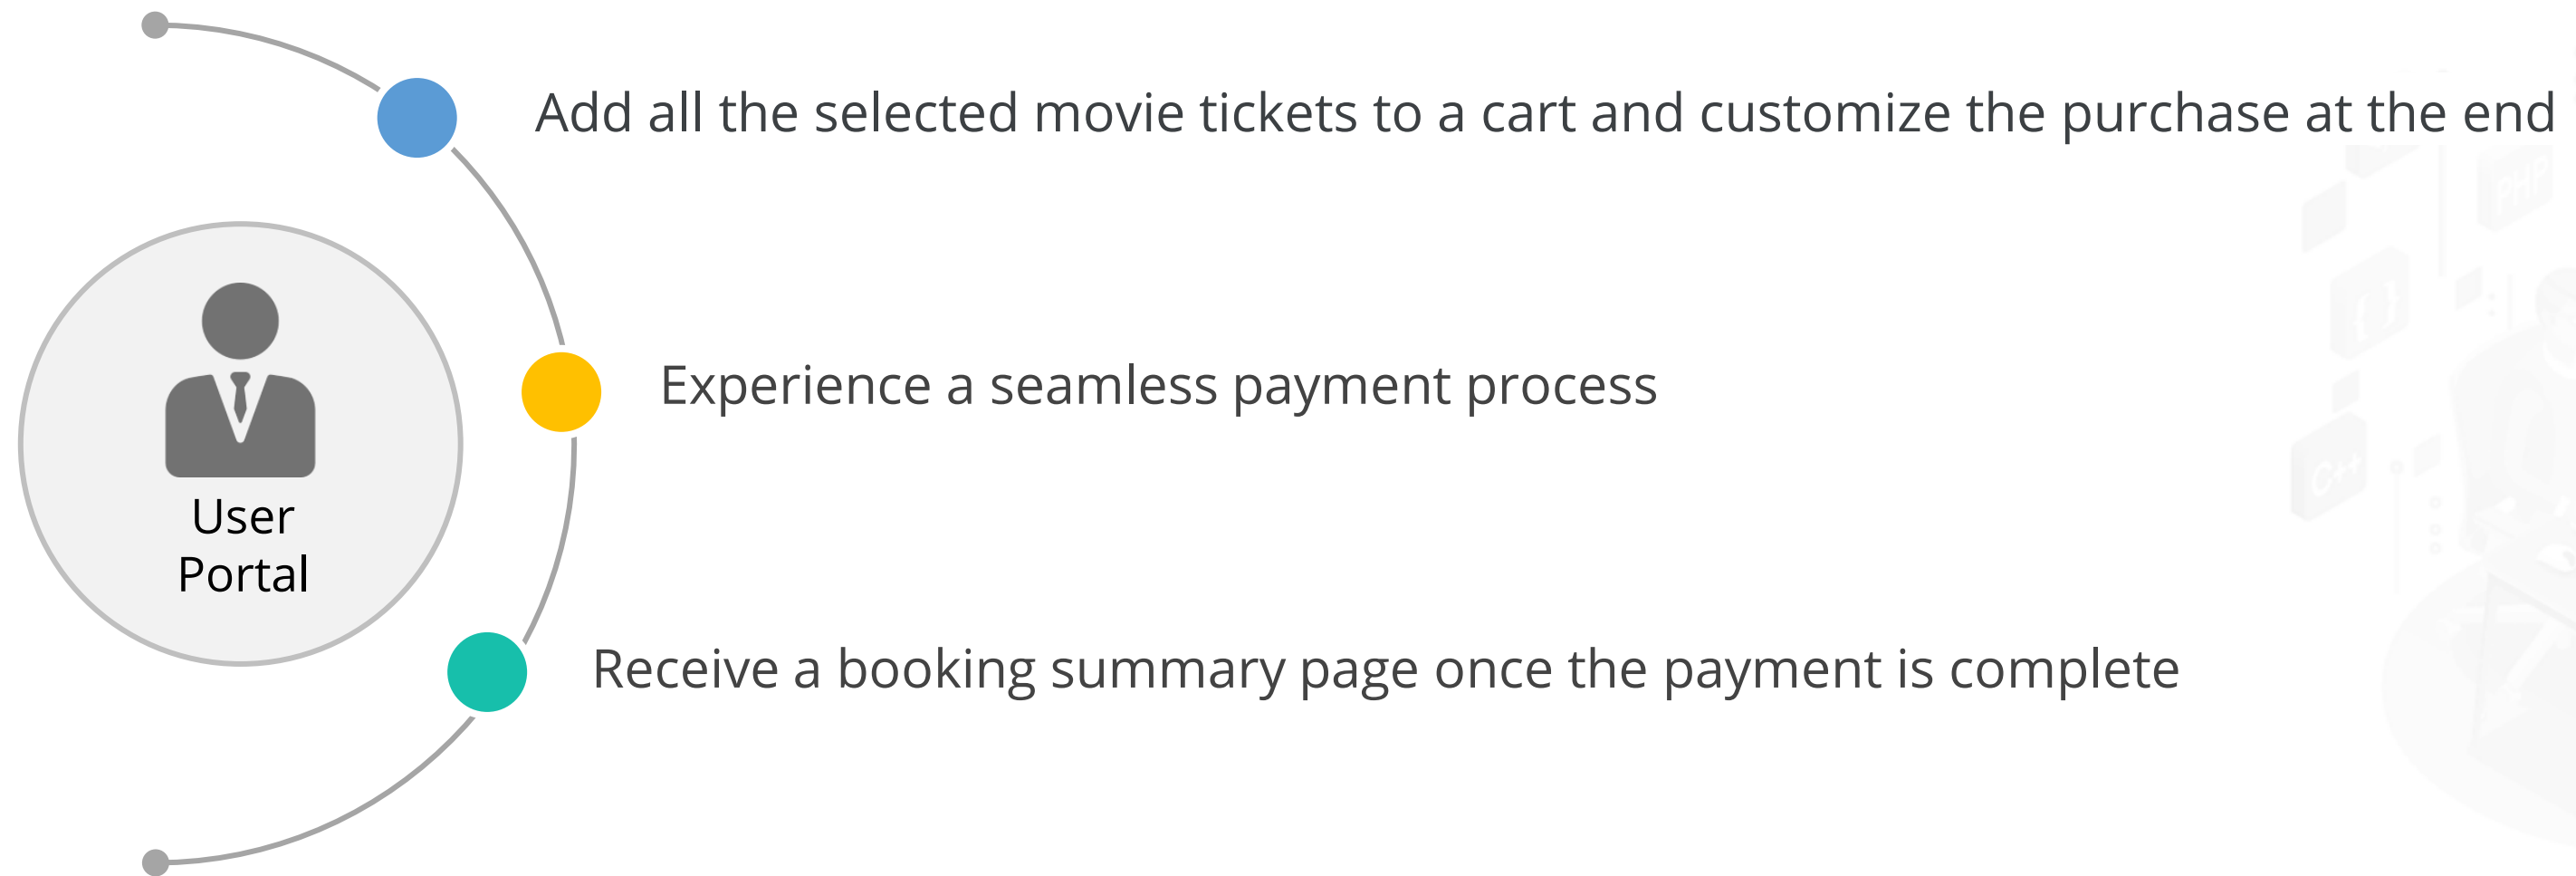 Add all the selected movie tickets to a cart and customize the purchase at the end
PHP
{ }
Experience a seamless payment process
C++
User
Portal
Receive a booking summary page once the payment is complete